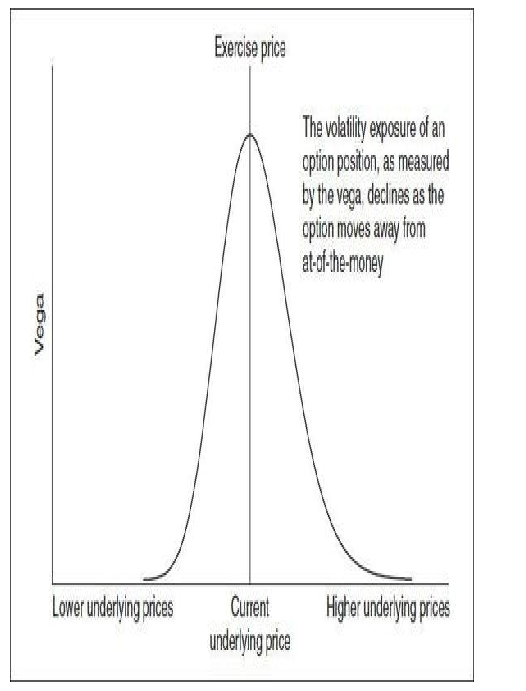 Exercise price
The volatility exposure of an
option position, as measured
by the vega, declines as the
option moves away from
at-of-the-money
Vega
Lower underlying prices
Current
underlying price
Higher underlying prices